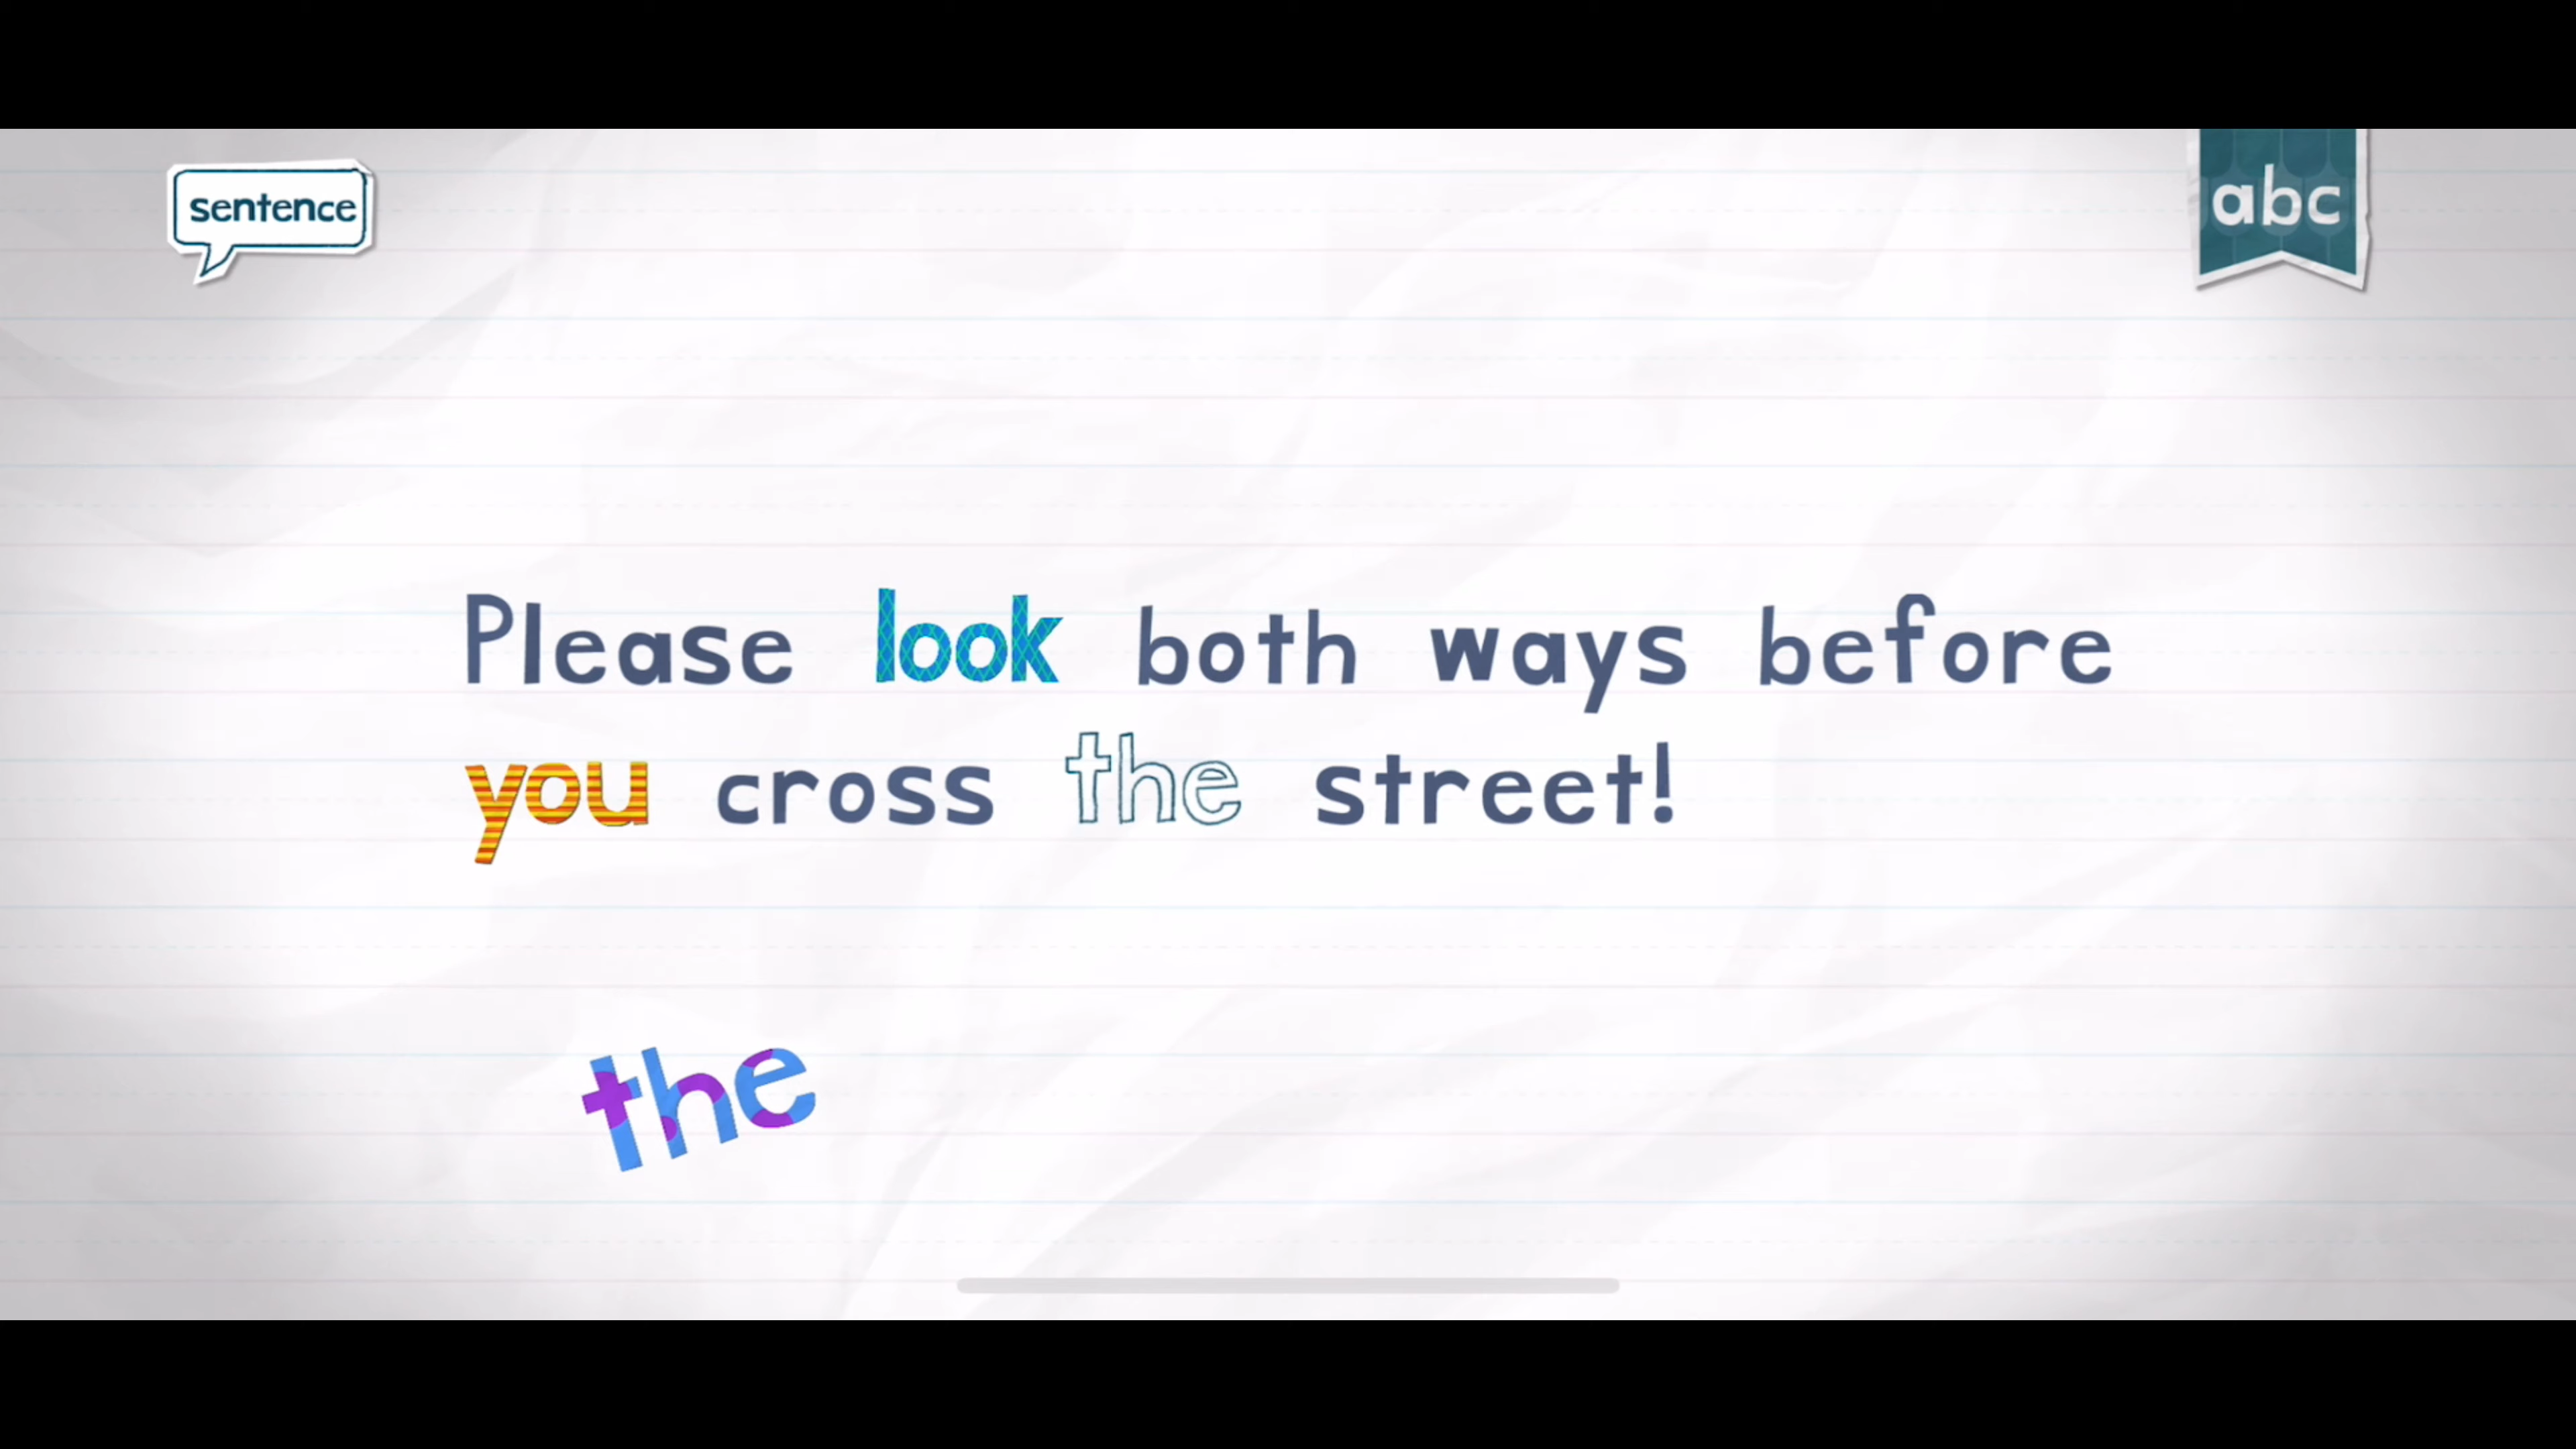 sentence
abc
Please look both ways before
you cross the street!
the